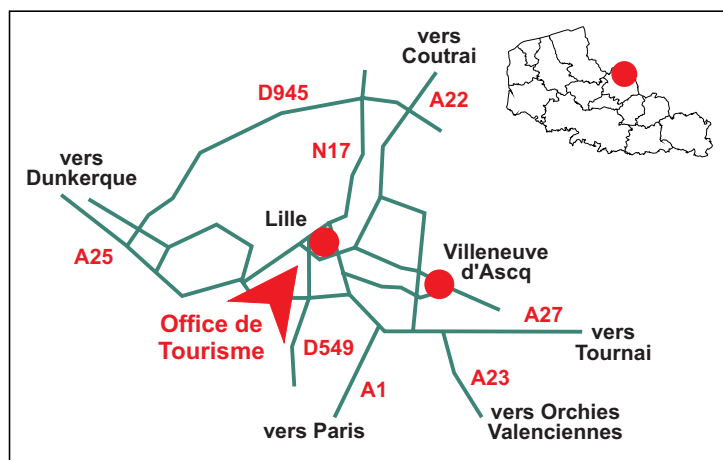 vers
Coutrai
D945
A22
N17
vers
Dunkerque
Lille
A25
Villeneuve
d'Ascq
Office de
Tourisme
A27
D549
vers
Tournai
A1
A23
vers Paris
vers Orchies
Valenciennes